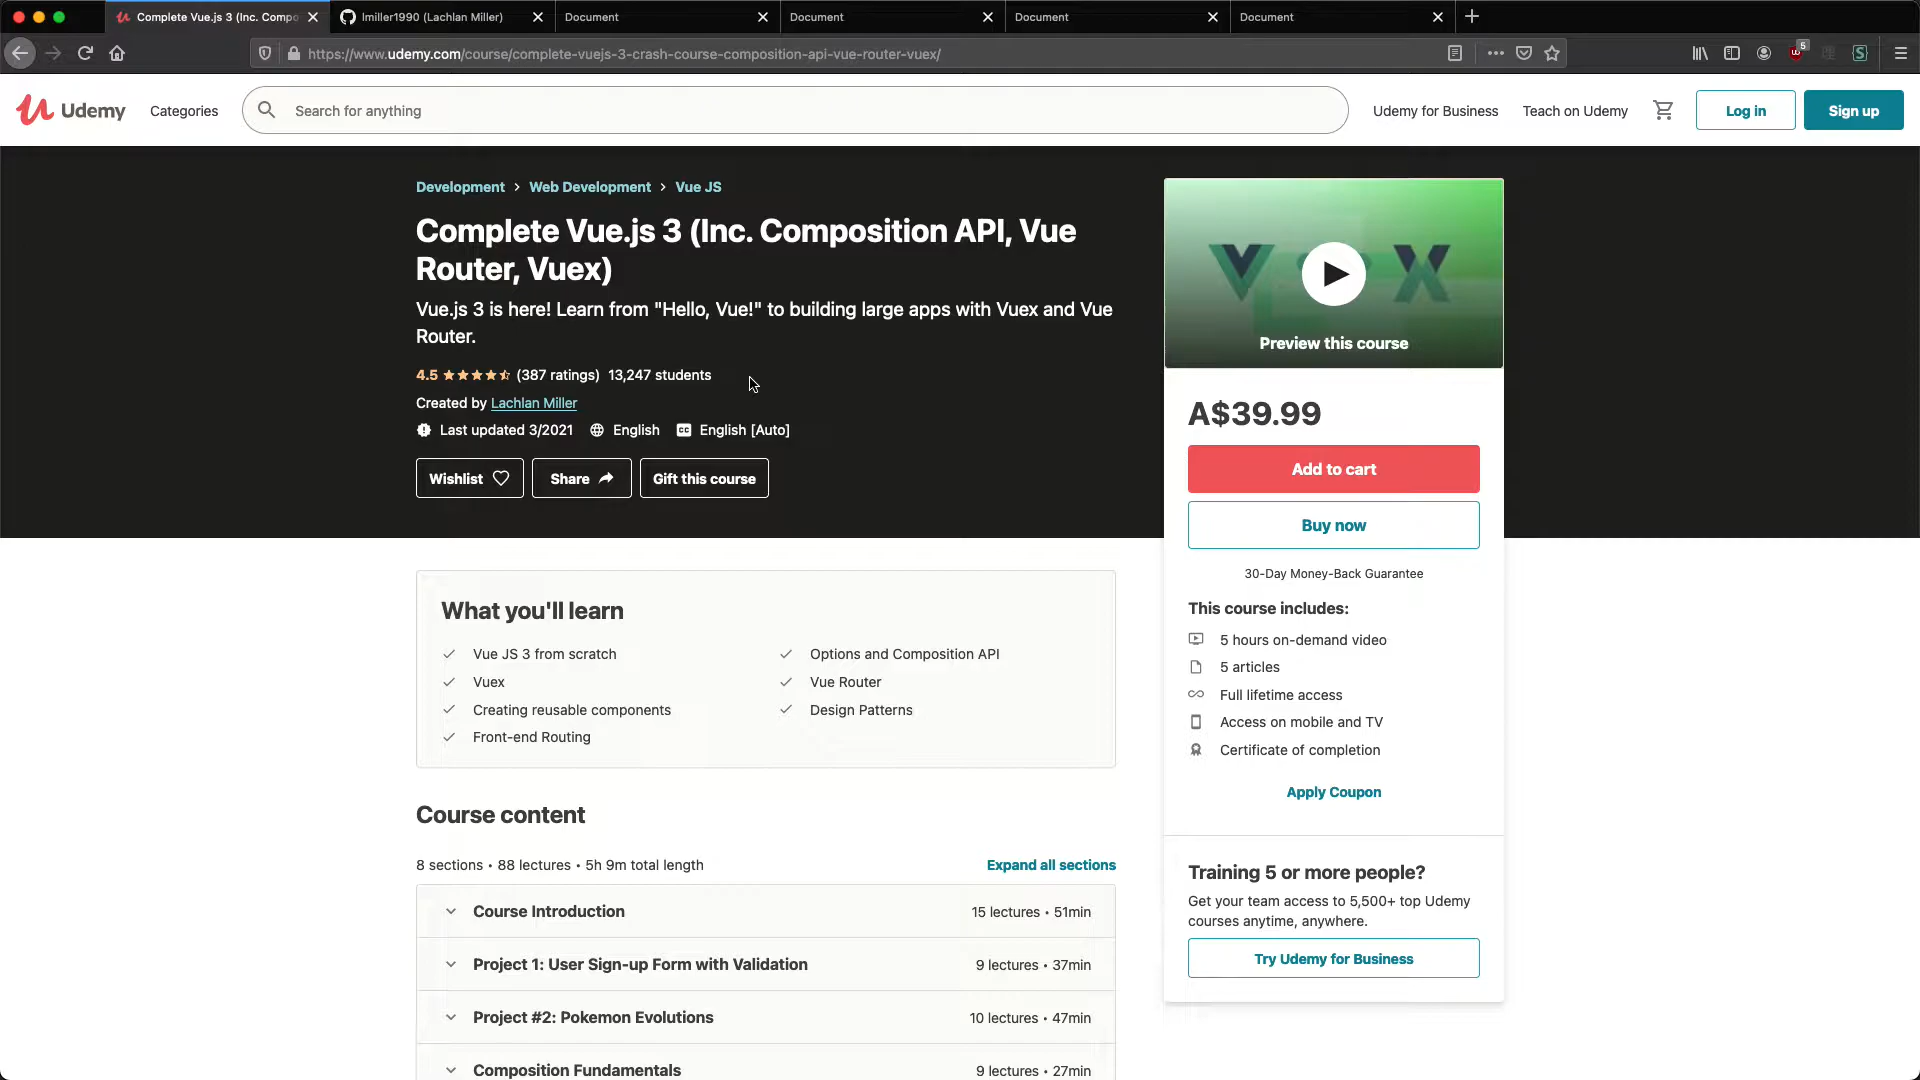 Complete Vue.js 3 (Inc. Compo
lmiller1990 (Lachlan Miller)
Document
Document
Document
Document
https://www.udemy.com/course/complete-vuejs-3-crash-course-composition-api-vue-router-vuex/
5
Udemy
Categories
Search for anything
Udemy for Business
Teach on Udemy
Log in
Sign up
Development > Web Development > Vue JS
Complete Vue.js 3 (Inc. Composition API, Vue
Router, Vuex)
Vue.js 3 is here! Learn from "Hello, Vue!" to building large apps with Vuex and Vue
Router.
4.5 (387 ratings) 13,247 students
Created by Lachlan Miller
Last updated 3/2021 English CC English [Auto]
Wishlist
Share
Gift this course
Preview this course
A$39.99
Add to cart
Buy now
30-Day Money-Back Guarantee
This course includes:
5 hours on-demand video
5 articles
Full lifetime access
Access on mobile and TV
Certificate of completion
Apply Coupon
Training 5 or more people?
Get your team access to 5,500+ top Udemy
courses anytime, anywhere.
Try Udemy for Business
What you'll learn
Vue JS 3 from scratch
Options and Composition API
Vuex
Vue Router
Creating reusable components
Design Patterns
Front-end Routing
Course content
8 sections • 88 lectures • 5h 9m total length
Expand all sections
Course Introduction
15 lectures • 51min
Project 1: User Sign-up Form with Validation
9 lectures • 37min
Project #2: Pokemon Evolutions
10 lectures • 47min
Composition Fundamentals
9 lectures • 27min